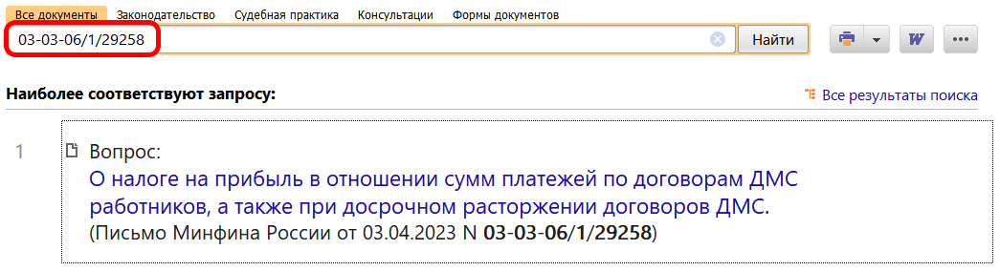 Все документы Законодательство Судебная практика Консультации Формы документов
03-03-06/1/29258 Найти W
Наиболее соответствуют запросу: Все результаты поиска
1 Вопрос:
О налоге на прибыль в отношении сумм платежей по договорам ДМС
работников, а также при досрочном расторжении договоров ДМС.
(Письмо Минфина России от 03.04.2023 N 03-03-06/1/29258)